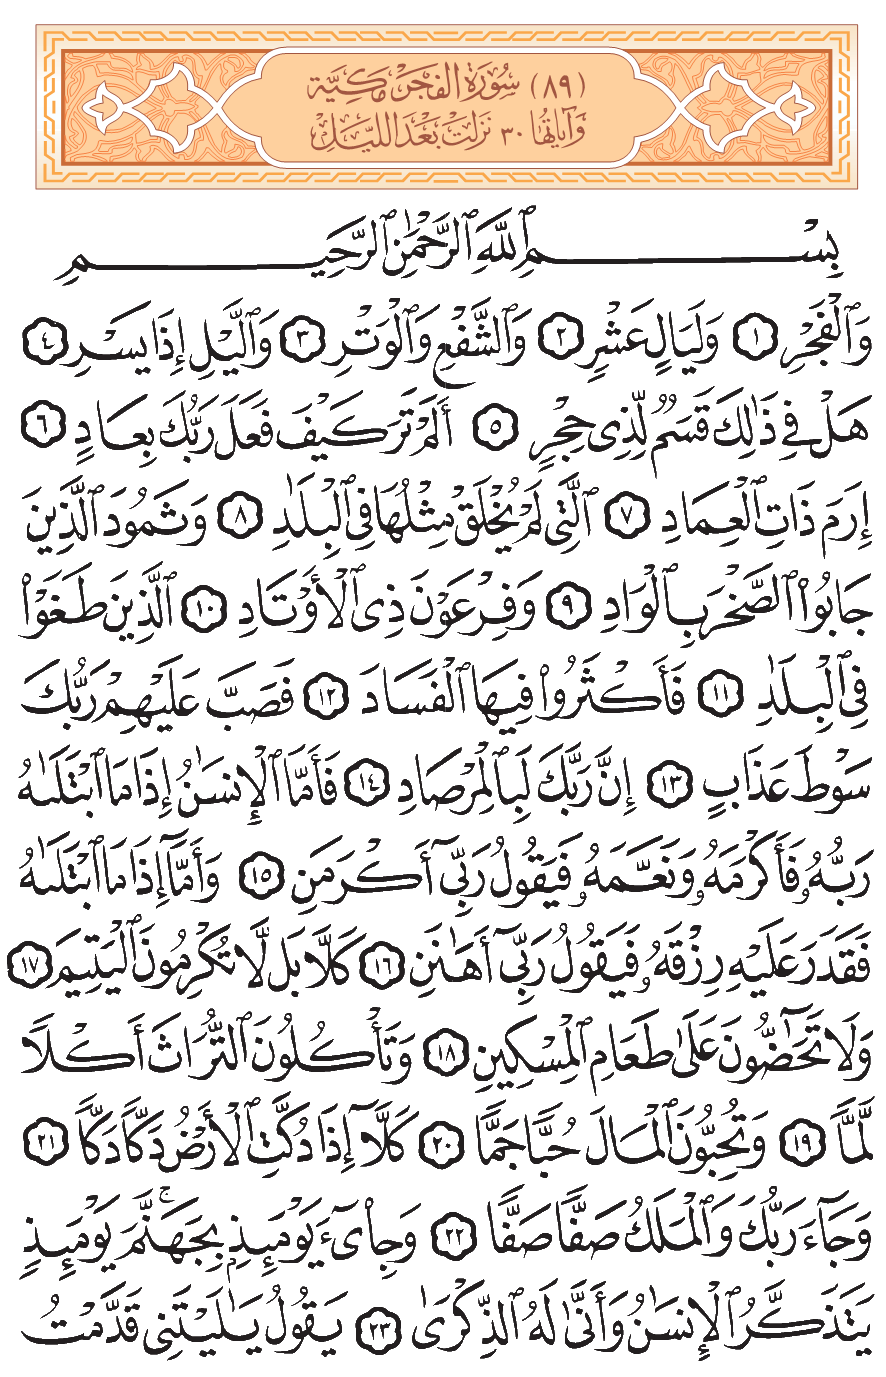 (٨٩) سُورَةُ الفَجْرِ مَكِيَّة
وَآيَاتُهَا ٣٠ نَزَلَتْ بَعْدَ اللَّيْلِ
بِسْمِ ٱللَّهِ ٱلرَّحْمَٰنِ ٱلرَّحِيمِ
وَٱلْفَجْرِ ١ وَلَيَالٍ عَشْرٍ ٢ وَٱلشَّفْعِ وَٱلْوَتْرِ ٣ وَٱلَّيْلِ إِذَا يَسْرِ ٤
هَلْ فِي ذَٰلِكَ قَسَمٌ لِّذِي حِجْرٍ ٥ أَلَمْ تَرَ كَيْفَ فَعَلَ رَبُّكَ بِعَادٍ ٦
إِرَمَ ذَاتِ ٱلْعِمَادِ ٧ ٱلَّتِي لَمْ يُخْلَقْ مِثْلُهَا فِي ٱلْبِلَٰدِ ٨ وَثَمُودَ ٱلَّذِينَ
جَابُوا۟ ٱلصَّخْرَ بِٱلْوَادِ ٩ وَفِرْعَوْنَ ذِي ٱلْأَوْتَادِ ١٠ ٱلَّذِينَ طَغَوْا۟
فِي ٱلْبِلَٰدِ ١١ فَأَكْثَرُوا۟ فِيهَا ٱلْفَسَادَ ١٢ فَصَبَّ عَلَيْهِمْ رَبُّكَ
سَوْطَ عَذَابٍ ١٣ إِنَّ رَبَّكَ لَبِٱلْمِرْصَادِ ١٤ فَأَمَّا ٱلْإِنسَٰنُ إِذَا مَا ٱبْتَلَىٰهُ
رَبُّهُۥ فَأَكْرَمَهُۥ وَنَعَّمَهُۥ فَيَقُولُ رَبِّيٓ أَكْرَمَنِ ١٥ وَأَمَّآ إِذَا مَا ٱبْتَلَىٰهُ
فَقَدَرَ عَلَيْهِ رِزْقَهُۥ فَيَقُولُ رَبِّيٓ أَهَٰنَنِ ١٦ كَلَّا بَل لَّا تُكْرِمُونَ ٱلْيَتِيمَ ١٧
وَلَا تَحَٰٓضُّونَ عَلَىٰ طَعَامِ ٱلْمِسْكِينِ ١٨ وَتَأْكُلُونَ ٱلتُّرَاثَ أَكْلًا
لَّمًّا ١٩ وَتُحِبُّونَ ٱلْمَالَ حُبًّا جَمًّا ٢٠ كَلَّآ إِذَا دُكَّتِ ٱلْأَرْضُ دَكًّا دَكًّا ٢١
وَجَآءَ رَبُّكَ وَٱلْمَلَكُ صَفًّا صَفًّا ٢٢ وَجِا۟يٓءَ يَوْمَئِذٍۭ بِجَهَنَّمَ ۚ يَوْمَئِذٍ
يَتَذَكَّرُ ٱلْإِنسَٰنُ وَأَنَّىٰ لَهُ ٱلذِّكْرَىٰ ٢٣ يَقُولُ يَٰلَيْتَنِي قَدَّمْتُ